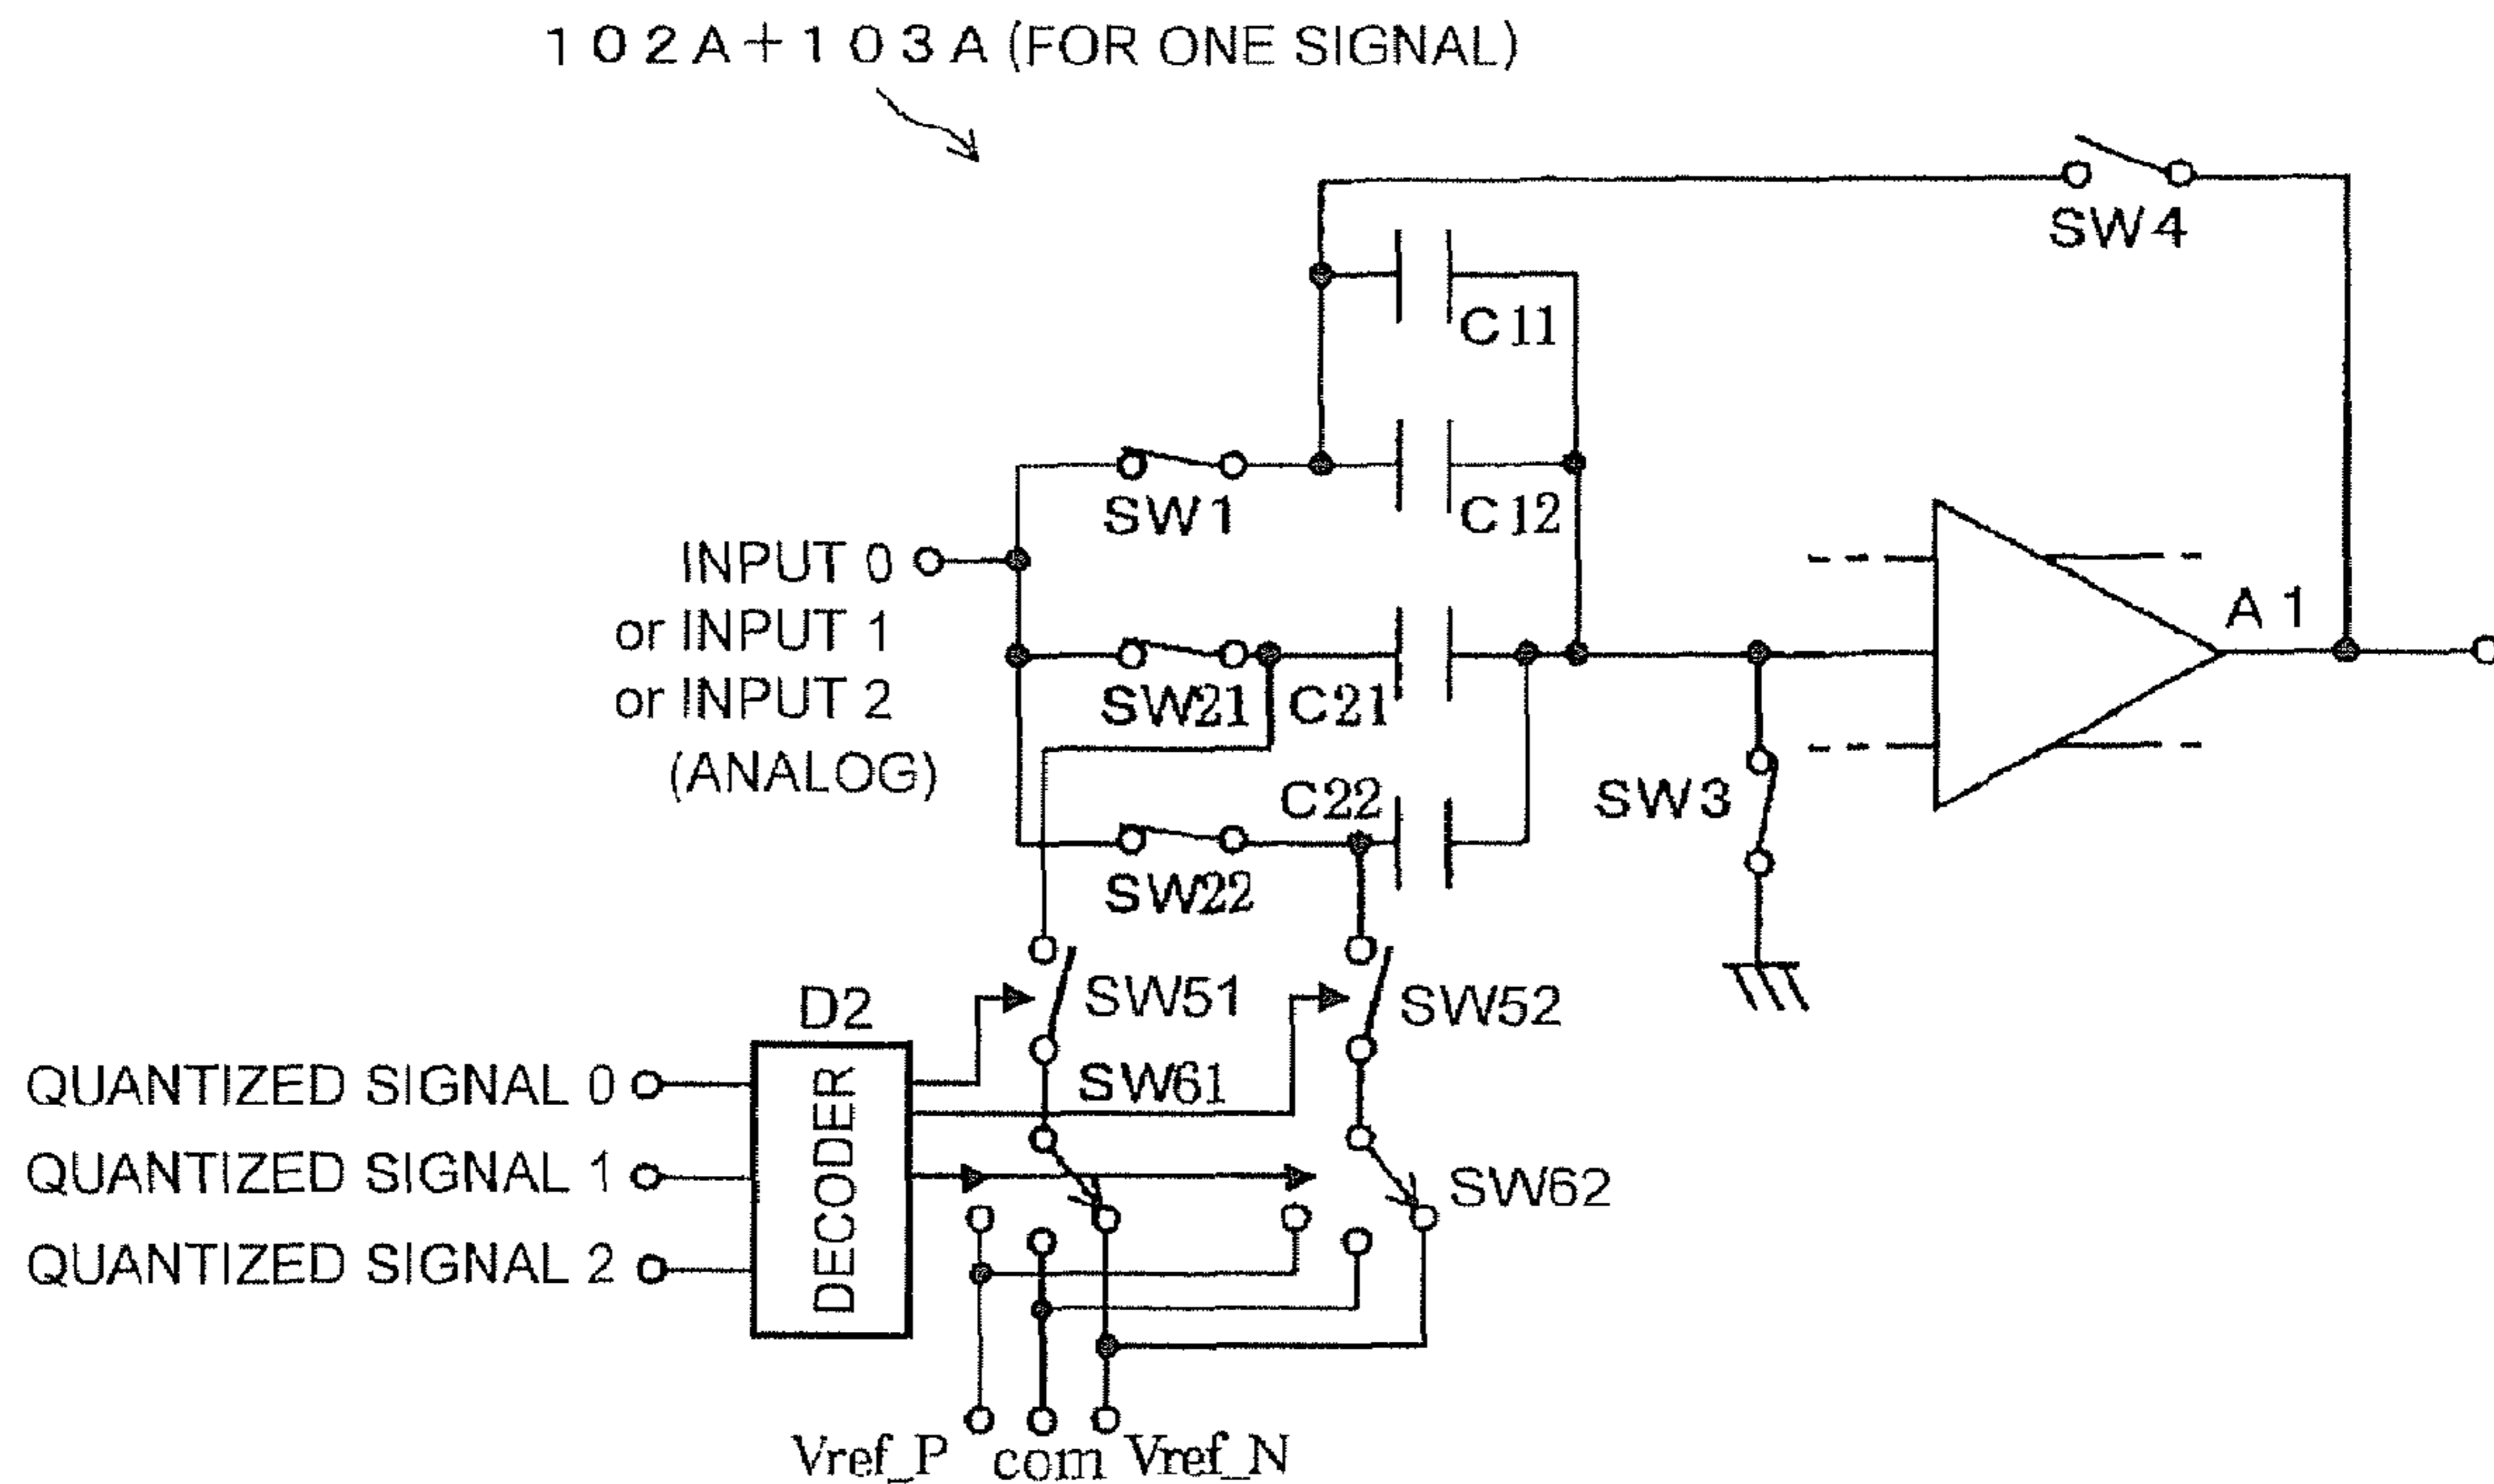 102A+103A (FOR ONE SIGNAL)
SW4
C11
SW1
C12
INPUT 0
or INPUT 1
or INPUT 2
(ANALOG)
A1
SW21
C21
C22
SW3
SW22
D2
SW51
SW52
DECODER
QUANTIZED SIGNAL 0
SW61
QUANTIZED SIGNAL 1
SW62
QUANTIZED SIGNAL 2
Vref_P
com
Vref_N